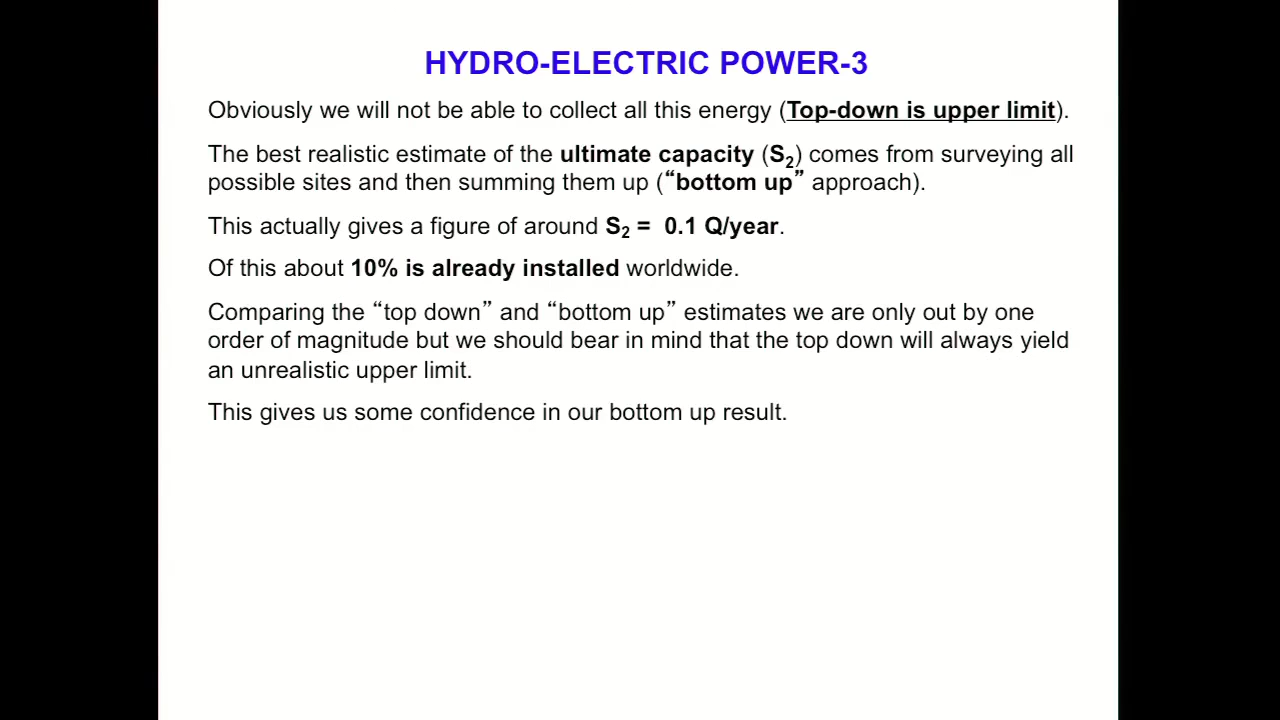 HYDRO-ELECTRIC POWER-3
Obviously we will not be able to collect all this energy (Top-down is upper limit).
The best realistic estimate of the ultimate capacity (S₂) comes from surveying all
possible sites and then summing them up (“bottom up” approach).
This actually gives a figure of around S₂ = 0.1 Q/year.
Of this about 10% is already installed worldwide.
Comparing the “top down” and “bottom up” estimates we are only out by one
order of magnitude but we should bear in mind that the top down will always yield
an unrealistic upper limit.
This gives us some confidence in our bottom up result.